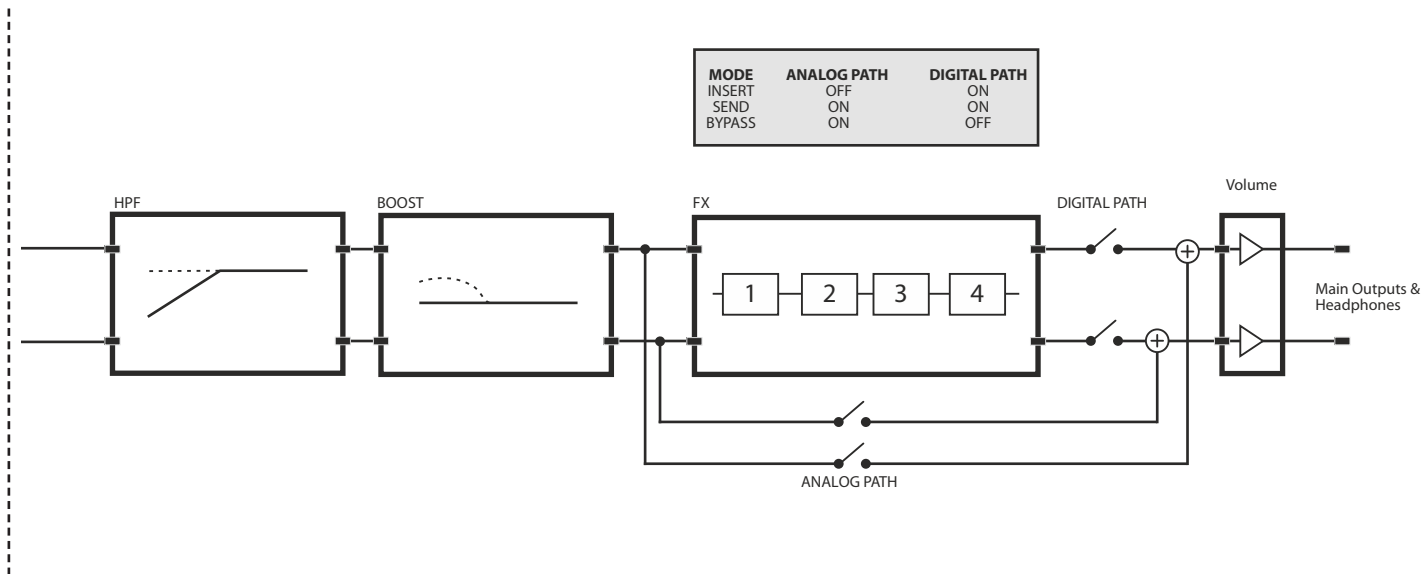 MODE ANALOG PATH DIGITAL PATH
INSERT OFF ON
SEND ON ON
BYPASS ON OFF
HPF
BOOST
FX
DIGITAL PATH
Volume
1 2 3 4
Main Outputs &
Headphones
ANALOG PATH